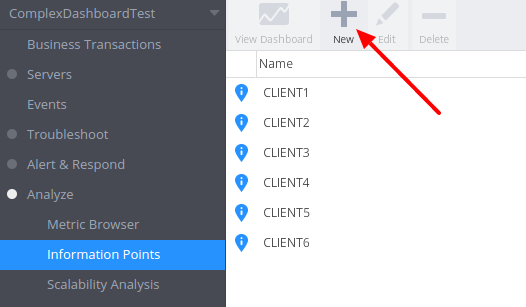 ComplexDashboardTest
Business Transactions
Servers
Events
Troubleshoot
Alert & Respond
Analyze
Metric Browser
Information Points
Scalability Analysis
View Dashboard New Edit Delete
Name
CLIENT1
CLIENT2
CLIENT3
CLIENT4
CLIENT5
CLIENT6